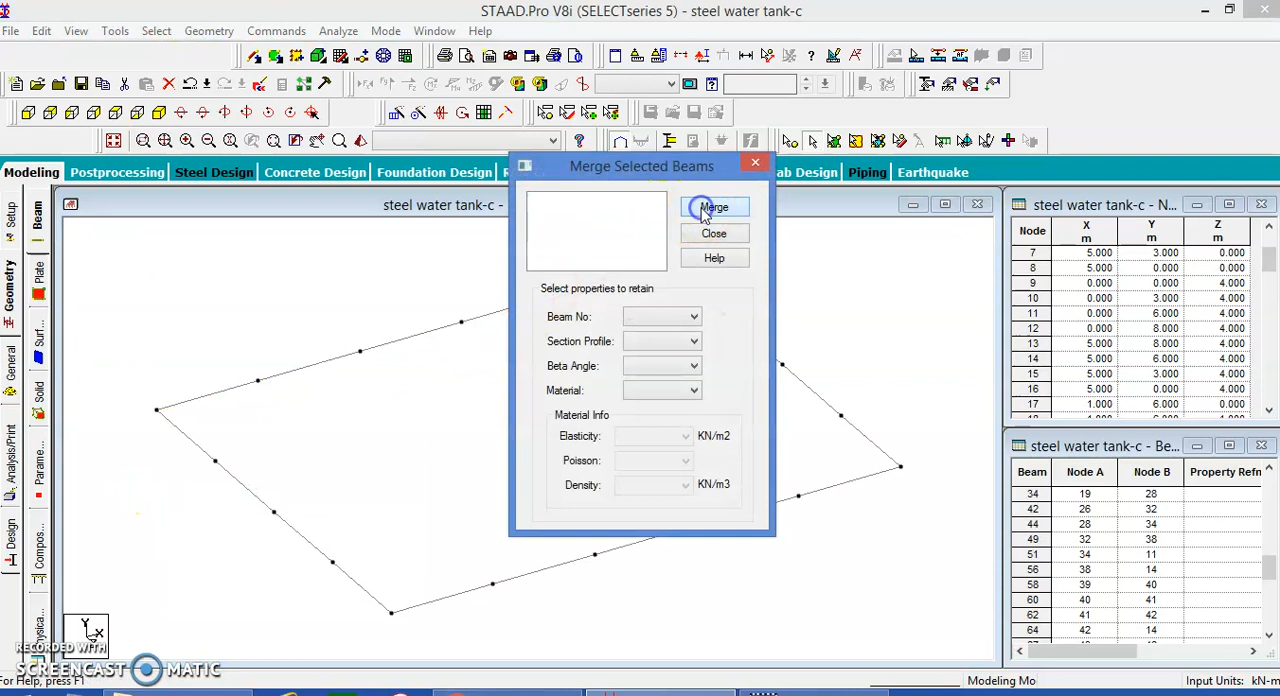 STAAD.Pro V8i (SELECTseries 5) - steel water tank-c
File Edit View Tools Select Geometry Commands Analyze Mode Window Help
Modeling Postprocessing Steel Design Concrete Design Foundation Design ab Design Piping Earthquake
steel water tank-c -
Merge Selected Beams
Merge
Close
Help
Select properties to retain
Beam No:
Section Profile:
Beta Angle:
Material:
Material Info
Elasticity: KN/m2
Poisson:
Density: KN/m3
Setup
Geometry
General
Analysis/Print
Design
Beam
Plate
Surf...
Solid
Parame...
Compos...
Physica...
steel water tank-c - N...
Node X m Y m Z m
7 5.000 3.000 0.000
8 5.000 0.000 0.000
9 0.000 0.000 4.000
10 0.000 3.000 4.000
11 0.000 6.000 4.000
12 0.000 8.000 4.000
13 5.000 8.000 4.000
14 5.000 6.000 4.000
15 5.000 3.000 4.000
16 5.000 0.000 4.000
17 1.000 6.000 0.000
steel water tank-c - Be...
Beam Node A Node B Property Refn
34 19 28
42 26 32
44 28 34
49 32 38
51 34 11
56 38 14
58 39 40
60 40 41
62 41 42
64 42 14
Y
X
RECORDED WITH
SCREENCAST MATIC
For Help, press F1
Modeling Mo
Input Units: kN-m